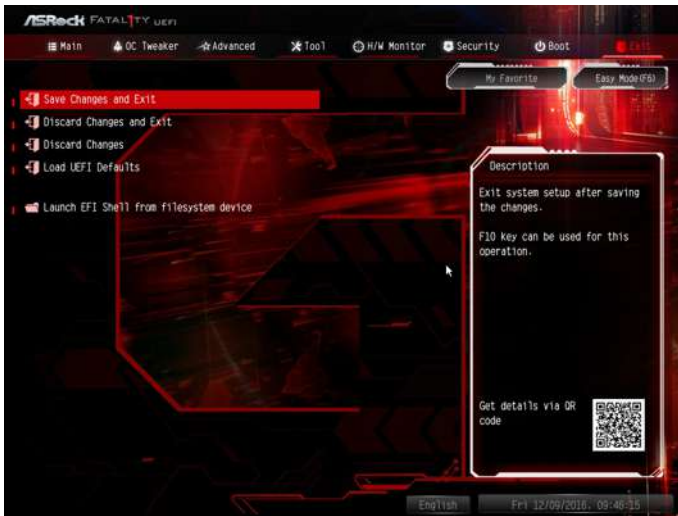 ASRock FATAL1TY UEFI
Main OC Tweaker Advanced Tool H/W Monitor Security Boot Exit
My Favorite Easy Mode(F6)
Save Changes and Exit
Discard Changes and Exit
Discard Changes
Load UEFI Defaults
Launch EFI Shell from filesystem device
Description
Exit system setup after saving
the changes.
F10 key can be used for this
operation.
Get details via QR
code
English Fri 12/09/2016, 09:46:15